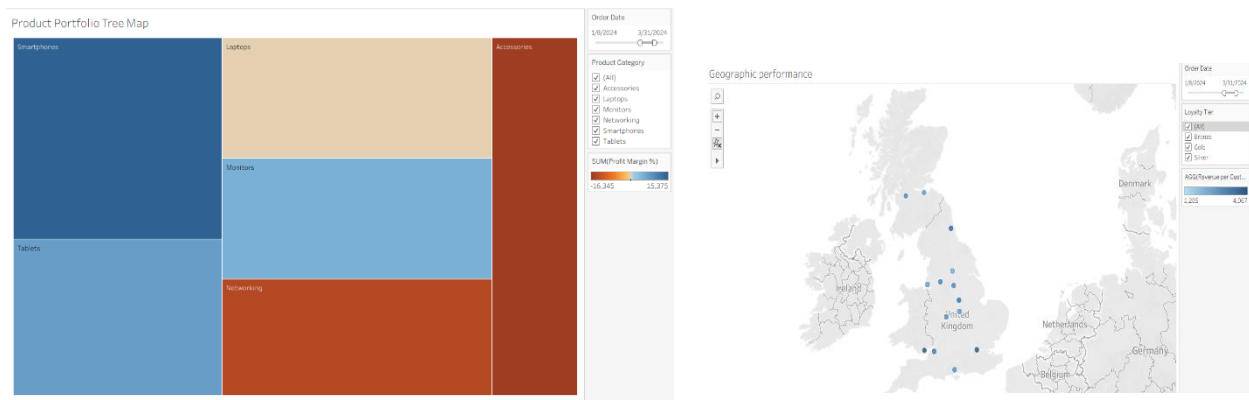 Product Portfolio Tree Map
Smartphones
Laptops
Accessories
Monitors
Tablets
Networking
Order Date
1/8/2024 3/31/2024
Product Category
(All)
Accessories
Laptops
Monitors
Networking
Smartphones
Tablets
SUM(Profit Margin %)
-16,345 15,375
Geographic performance
Denmark
Ireland
United
Kingdom
Netherlands
Germany
Belgium
Order Date
1/8/2024 3/31/2024
Loyalty Tier
(All)
Bronze
Gold
Silver
AGG(Revenue per Cust...
4,067